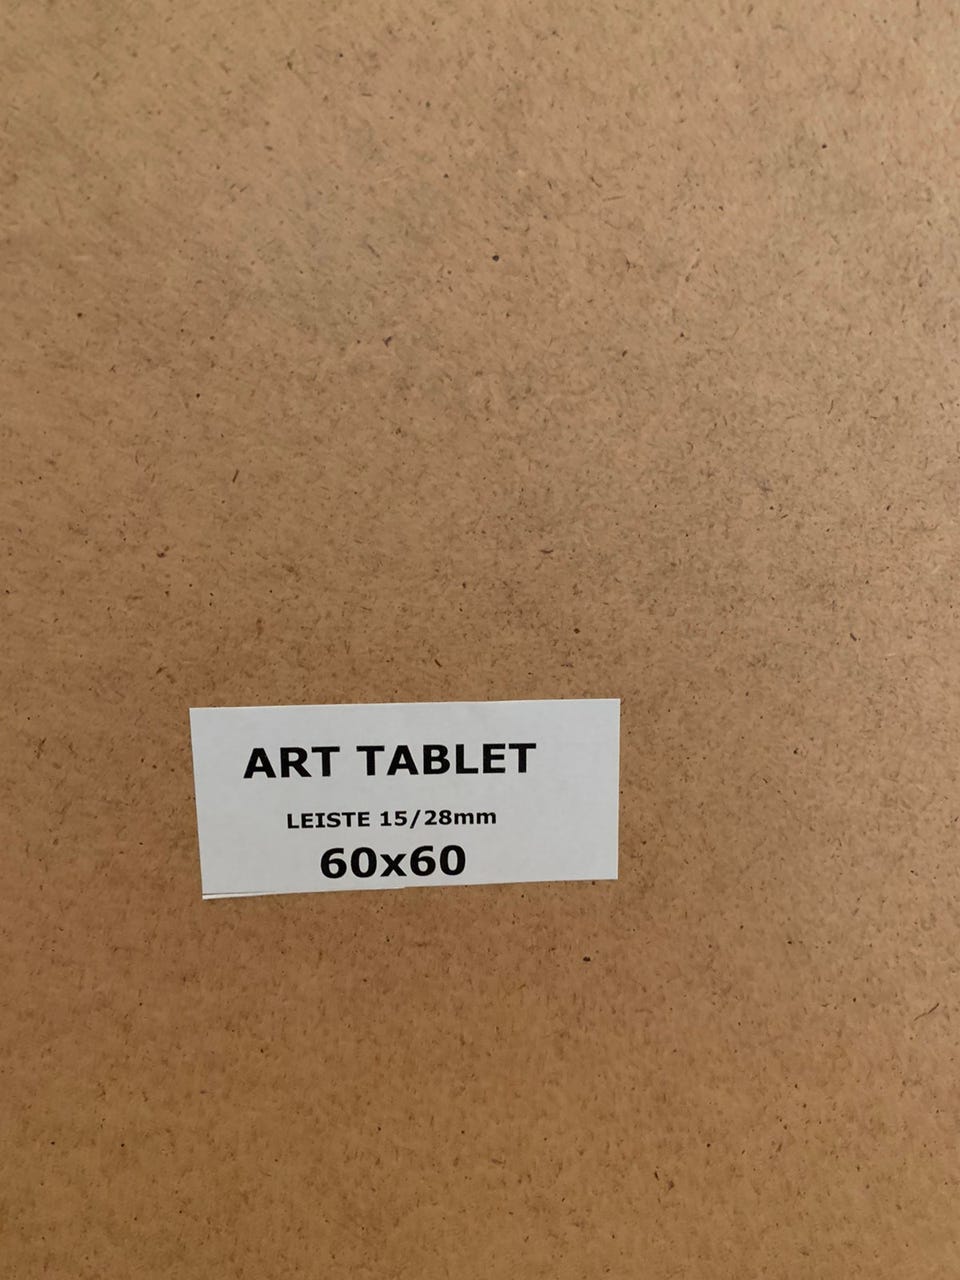 ART TABLET
LEISTE 15/28mm
60x60